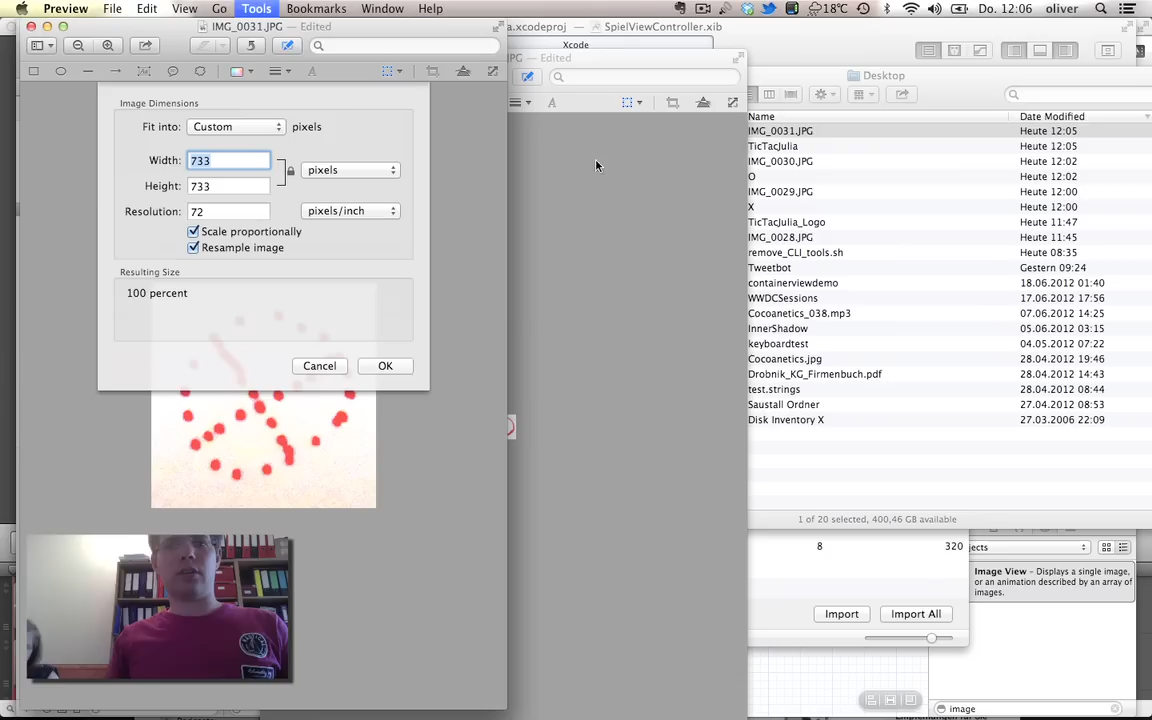 Preview File Edit View Go Tools Bookmarks Window Help 18°C Do. 12:06 oliver
IMG_0031.JPG — Edited
a.xcodeproj — SpielViewController.xib
Xcode
JPG — Edited
Desktop
Image Dimensions
Fit into: Custom pixels
Width: 733
pixels
Height: 733
Resolution: 72 pixels/inch
Scale proportionally
Resample image
Resulting Size
100 percent
Cancel OK
Name Date Modified
IMG_0031.JPG Heute 12:05
TicTacJulia Heute 12:05
IMG_0030.JPG Heute 12:02
O Heute 12:02
IMG_0029.JPG Heute 12:00
X Heute 12:00
TicTacJulia_Logo Heute 11:47
IMG_0028.JPG Heute 11:45
remove_CLI_tools.sh Heute 08:35
Tweetbot Gestern 09:24
containerviewdemo 18.06.2012 01:40
WWDCSessions 17.06.2012 17:56
Cocoanetics_038.mp3 07.06.2012 14:25
InnerShadow 05.06.2012 03:15
keyboardtest 04.05.2012 07:22
Cocoanetics.jpg 28.04.2012 19:46
Drobnik_KG_Firmenbuch.pdf 28.04.2012 14:43
test.strings 28.04.2012 08:44
Saustall Ordner 27.04.2012 08:53
Disk Inventory X 27.03.2006 22:09
1 of 20 selected, 400,46 GB available
8 320
jects
Image View – Displays a single image,
or an animation described by an array of
images.
Import Import All
image